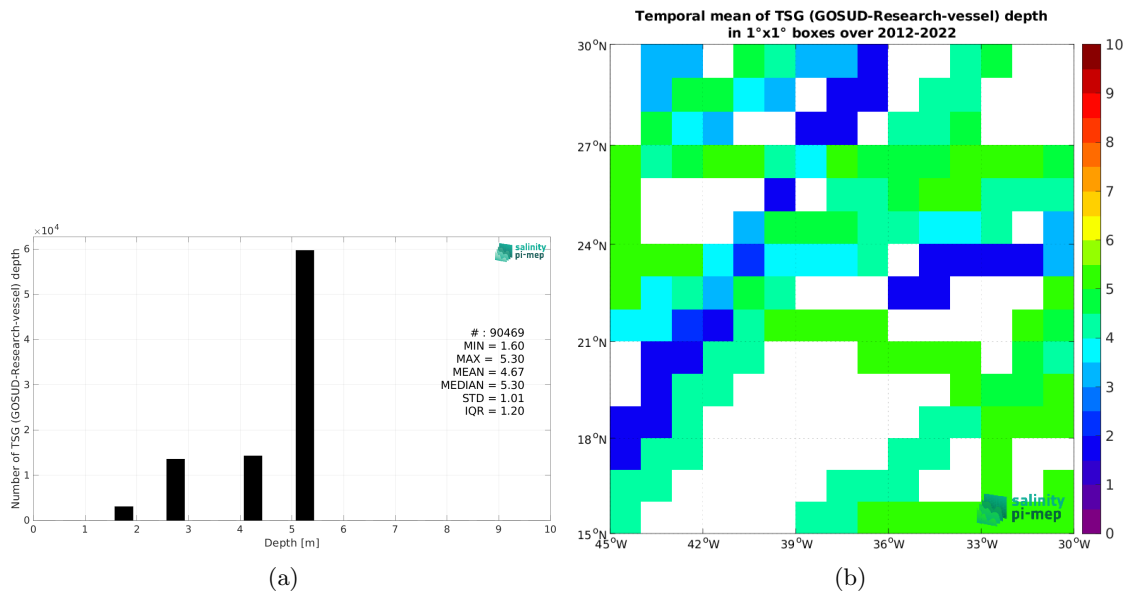 ×10⁴
Number of TSG (GOSUD-Research-vessel) depth
6
5
4
3
2
1
0
0 1 2 3 4 5 6 7 8 9 10
Depth [m]
salinity
pi-mep
# : 90469
MIN = 1.60
MAX = 5.30
MEAN = 4.67
MEDIAN = 5.30
STD = 1.01
IQR = 1.20
(a)
Temporal mean of TSG (GOSUD-Research-vessel) depth
in 1°x1° boxes over 2012-2022
30°N
27°N
24°N
21°N
18°N
15°N
45°W 42°W 39°W 36°W 33°W 30°W
salinity
pi-mep
10
9
8
7
6
5
4
3
2
1
0
(b)